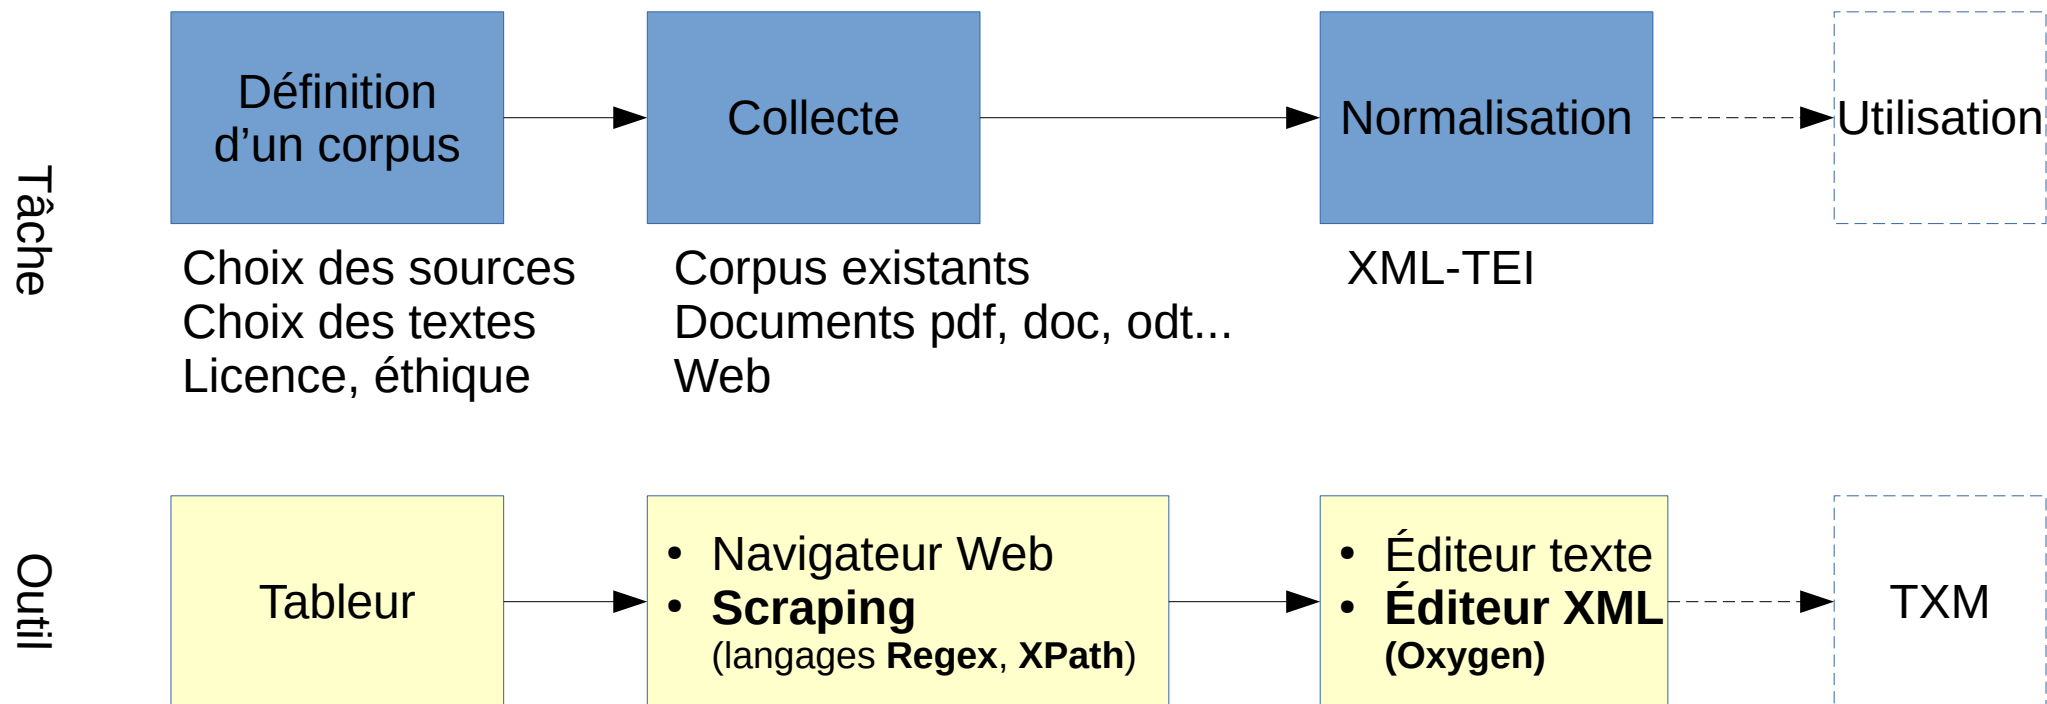 Tâche
Définition
d’un corpus
Collecte
Normalisation
Utilisation
Choix des sources
Choix des textes
Licence, éthique
Corpus existants
Documents pdf, doc, odt...
Web
XML-TEI
Outil
Tableur
• Navigateur Web
• Scraping
(langages Regex, XPath)
• Éditeur texte
• Éditeur XML
(Oxygen)
TXM